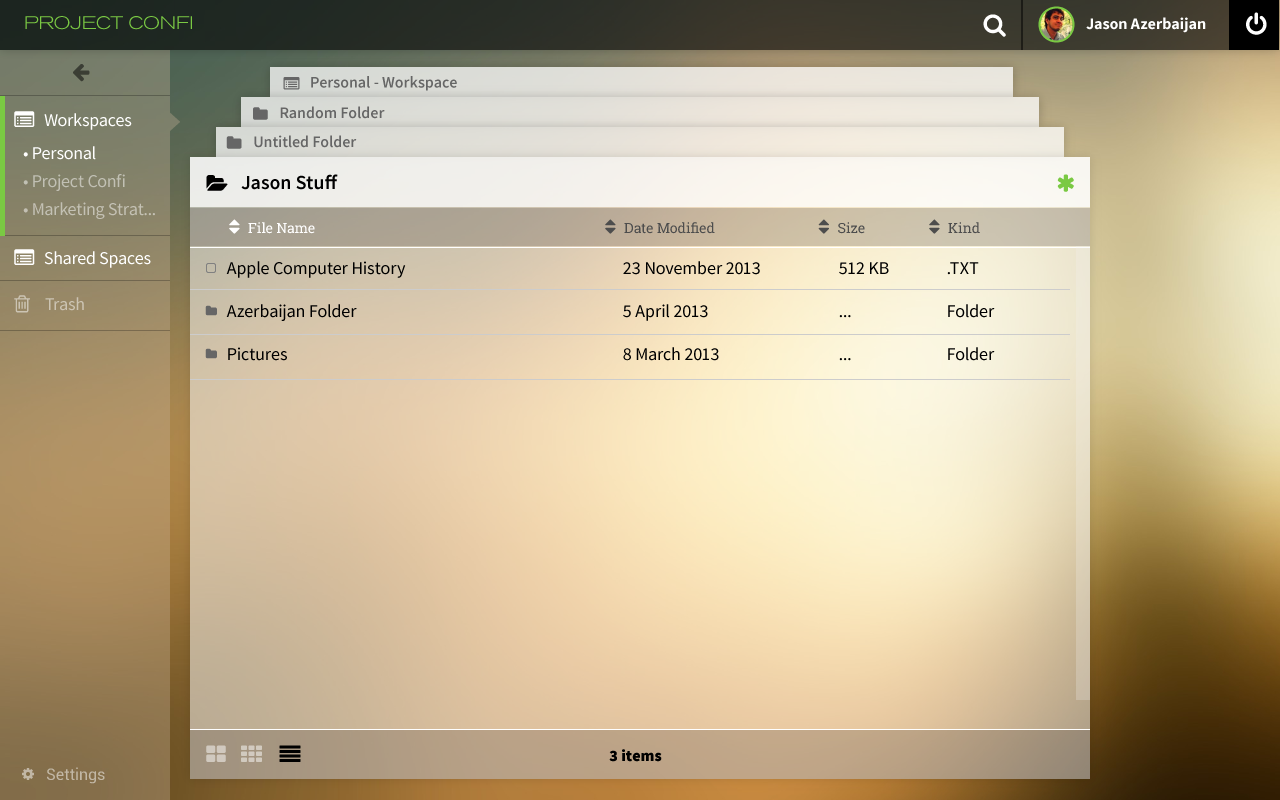 PROJECT CONFI
Jason Azerbaijan
Workspaces
• Personal
• Project Confi
• Marketing Strat...
Shared Spaces
Trash
Settings
Personal - Workspace
Random Folder
Untitled Folder
Jason Stuff
File Name Date Modified Size Kind
Apple Computer History 23 November 2013 512 KB .TXT
Azerbaijan Folder 5 April 2013 ... Folder
Pictures 8 March 2013 ... Folder
3 items